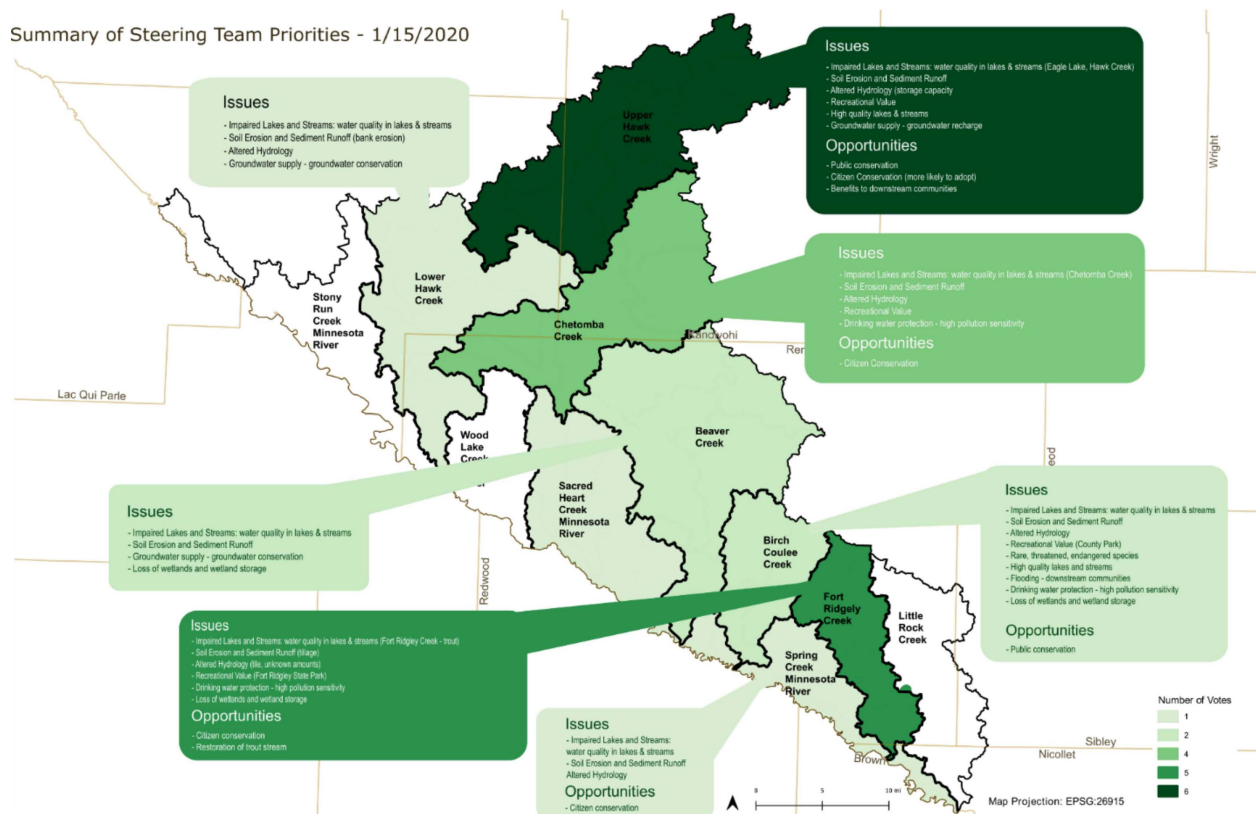 Summary of Steering Team Priorities - 1/15/2020
Issues
- Impaired Lakes and Streams: water quality in lakes & streams (Eagle Lake, Hawk Creek)
- Soil Erosion and Sediment Runoff
- Altered Hydrology (storage capacity
- Recreational Value
- High quality lakes & streams
- Groundwater supply - groundwater recharge
Opportunities
- Public conservation
- Citizen Conservation (more likely to adopt)
- Benefits to downstream communities
Issues
- Impaired Lakes and Streams: water quality in lakes & streams
- Soil Erosion and Sediment Runoff (bank erosion)
- Altered Hydrology
- Groundwater supply - groundwater conservation
Upper
Hawk
Creek
Wright
Issues
- Impaired Lakes and Streams: water quality in lakes & streams (Chetomba Creek)
- Soil Erosion and Sediment Runoff
- Altered Hydrology
- Recreational Value
- Drinking water protection - high pollution sensitivity
Opportunities
- Citizen Conservation
Lower
Hawk
Creek
Stony
Run
Creek
Minnesota
River
Chetomba
Creek
Kandiyohi
Lac Qui Parle
Wood
Lake
Beaver
Creek
Sacred
Heart
Creek
Minnesota
River
Issues
- Impaired Lakes and Streams: water quality in lakes & streams
- Soil Erosion and Sediment Runoff
- Groundwater supply - groundwater conservation
- Loss of wetlands and wetland storage
Redwood
Issues
- Impaired Lakes and Streams: water quality in lakes & streams
- Soil Erosion and Sediment Runoff
- Altered Hydrology
- Recreational Value (County Park)
- Rare, threatened, endangered species
- High quality lakes and streams
- Flooding - downstream communities
- Drinking water protection - high pollution sensitivity
- Loss of wetlands and wetland storage
Opportunities
- Public conservation
Birch
Coulee
Creek
Fort
Ridgely
Creek
Little
Rock
Creek
Spring
Creek
Minnesota
River
Issues
- Impaired Lakes and Streams: water quality in lakes & streams (Fort Ridgley Creek - trout)
- Soil Erosion and Sediment Runoff (tillage)
- Altered Hydrology (tile, unknown amounts)
- Recreational Value (Fort Ridgley State Park)
- Drinking water protection - high pollution sensitivity
- Loss of wetlands and wetland storage
Opportunities
- Citizen conservation
- Restoration of trout stream
Issues
- Impaired Lakes and Streams:
water quality in lakes & streams
- Soil Erosion and Sediment Runoff
Altered Hydrology
Opportunities
- Citizen conservation
Brown
Sibley
Nicollet
0 5 10 mi
Map Projection: EPSG:26915
Number of Votes
1
2
4
5
6